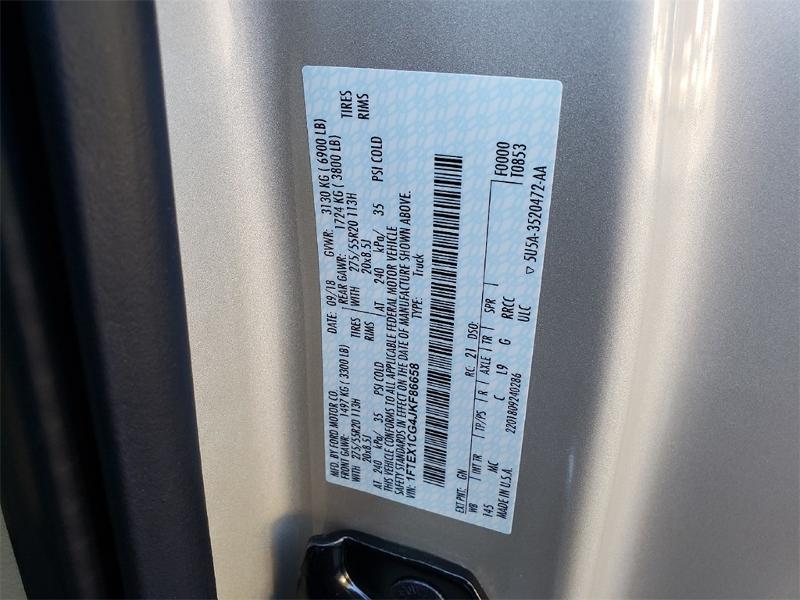 MFD. BY FORD MOTOR CO. DATE: 09/18 GVWR: 3130 KG ( 6900 LB)
FRONT GAWR: 1497 KG ( 3300 LB) REAR GAWR: 1724 KG ( 3800 LB)
WITH 275/55R20 113H TIRES WITH 275/55R20 113H TIRES
20x8.5J RIMS 20x8.5J RIMS
AT 240 kPa/ 35 PSI COLD AT 240 kPa/ 35 PSI COLD
THIS VEHICLE CONFORMS TO ALL APPLICABLE FEDERAL MOTOR VEHICLE
SAFETY STANDARDS IN EFFECT ON THE DATE OF MANUFACTURE SHOWN ABOVE.
VIN: 1FTEX1CG4JKF86658 TYPE: Truck
EXT PNT: GN RC: 21 DSO: F0000
WB INT TR TP/PS R AXLE TR SPR T0853
145 MC C L9 G RRCC
MADE IN U.S.A. 2201809240286 ULC ▽ 5U5A-3520472-AA